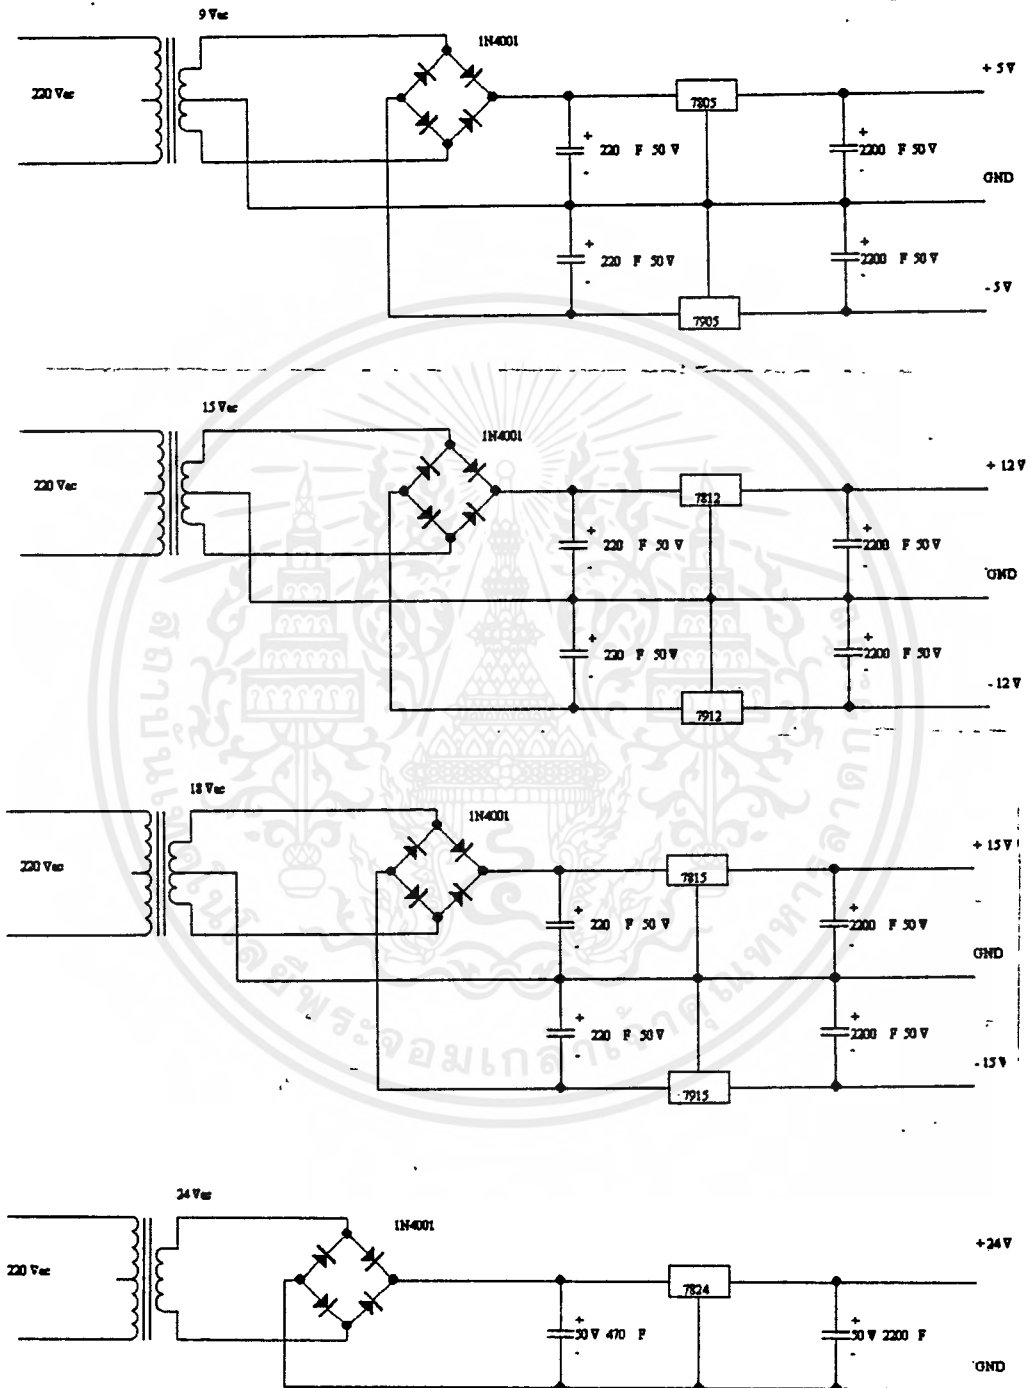 9 Vac
1N4001
220 Vac
+ 5 V
7805
+
220 F 50 V
-
+
2200 F 50 V
-
GND
+
220 F 50 V
-
+
2200 F 50 V
-
- 5 V
7905
15 Vac
1N4001
220 Vac
+ 12 V
7812
+
220 F 50 V
-
+
2200 F 50 V
-
GND
+
220 F 50 V
-
+
2200 F 50 V
-
- 12 V
7912
18 Vac
1N4001
220 Vac
+ 15 V
7815
+
220 F 50 V
-
+
2200 F 50 V
-
GND
+
220 F 50 V
-
+
2200 F 50 V
-
- 15 V
7915
24 Vac
1N4001
220 Vac
+ 24 V
7824
+
50 V 470 F
-
+
50 V 2200 F
-
GND